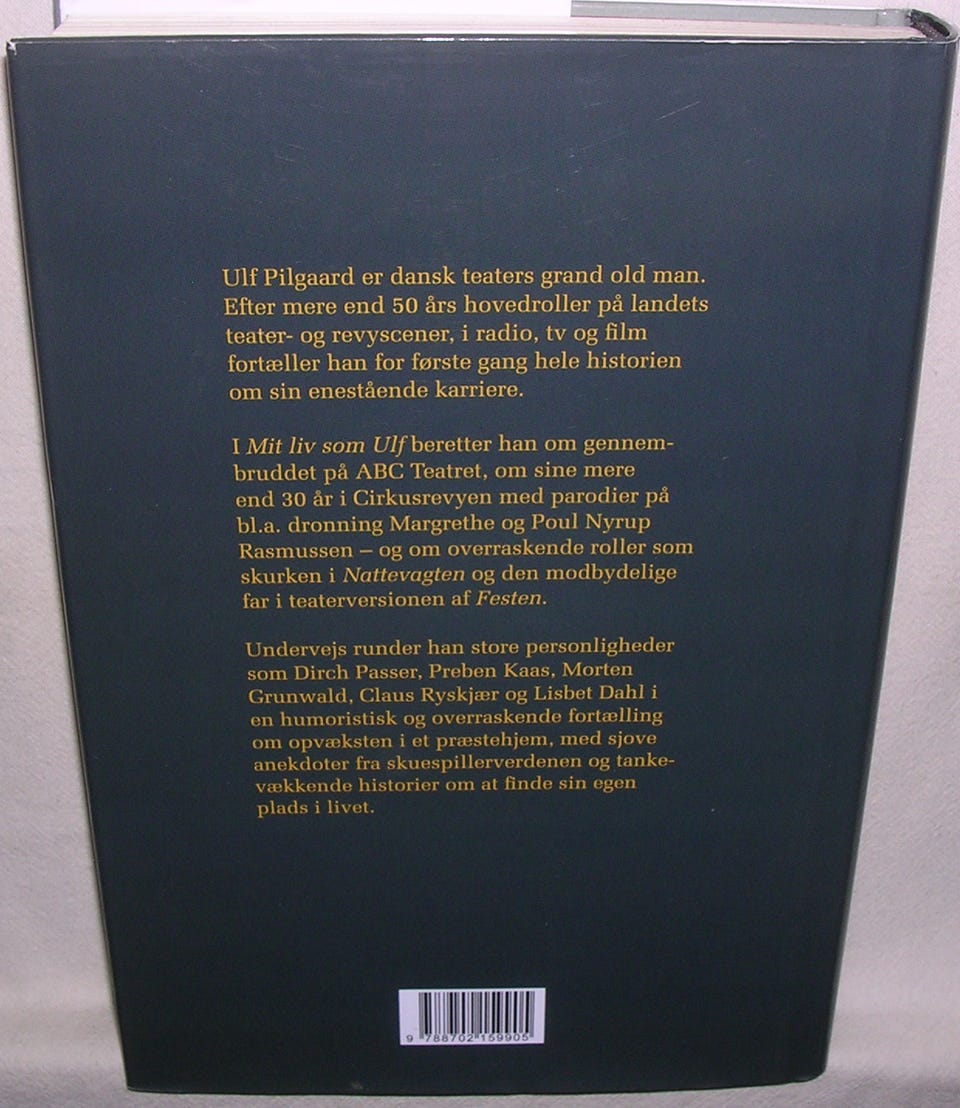 Ulf Pilgaard er dansk teaters grand old man.
Efter mere end 50 års hovedroller på landets
teater- og revyscener, i radio, tv og film
fortæller han for første gang hele historien
om sin enestående karriere.
I Mit liv som Ulf beretter han om gennem-
bruddet på ABC Teatret, om sine mere
end 30 år i Cirkusrevyen med parodier på
bl.a. dronning Margrethe og Poul Nyrup
Rasmussen – og om overraskende roller som
skurken i Nattevagten og den modbydelige
far i teaterversionen af Festen.
Undervejs runder han store personligheder
som Dirch Passer, Preben Kaas, Morten
Grunwald, Claus Ryskjær og Lisbet Dahl i
en humoristisk og overraskende fortælling
om opvæksten i et præstehjem, med sjove
anekdoter fra skuespillerverdenen og tanke-
vækkende historier om at finde sin egen
plads i livet.
9 788702 159905